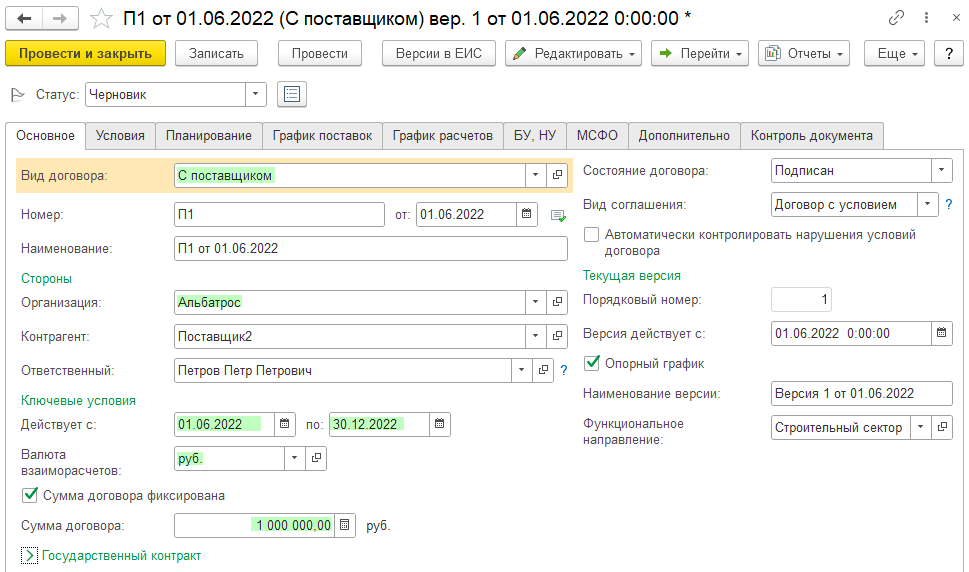 П1 от 01.06.2022 (С поставщиком) вер. 1 от 01.06.2022 0:00:00 *
Провести и закрыть Записать Провести Версии в ЕИС Редактировать Перейти Отчеты Еще ?
Статус: Черновик
Основное Условия Планирование График поставок График расчетов БУ, НУ МСФО Дополнительно Контроль документа
Вид договора: С поставщиком
Номер: П1 от: 01.06.2022
Наименование: П1 от 01.06.2022
Стороны
Организация: Альбатрос
Контрагент: Поставщик2
Ответственный: Петров Петр Петрович ?
Ключевые условия
Действует с: 01.06.2022 по: 30.12.2022
Валюта
взаиморасчетов: руб.
Сумма договора фиксирована
Сумма договора: 1 000 000,00 руб.
Государственный контракт
Состояние договора: Подписан
Вид соглашения: Договор с условием ?
Автоматически контролировать нарушения условий
договора
Текущая версия
Порядковый номер: 1
Версия действует с: 01.06.2022 0:00:00
Опорный график
Наименование версии: Версия 1 от 01.06.2022
Функциональное
направление: Строительный сектор